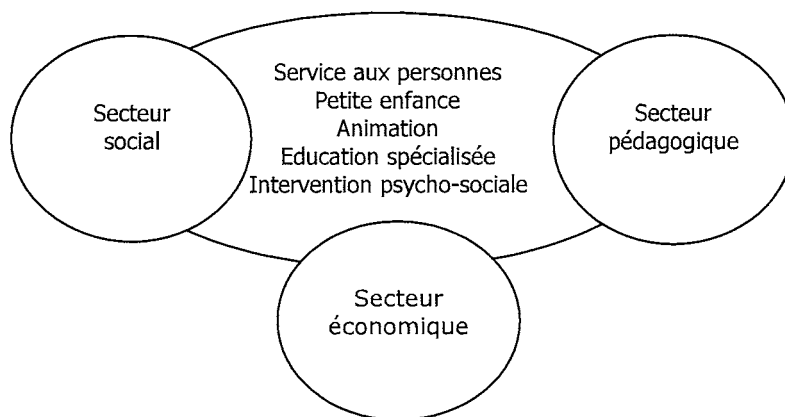 Service aux personnes
Petite enfance
Animation
Education spécialisée
Intervention psycho-sociale
Secteur
social
Secteur
pédagogique
Secteur
économique